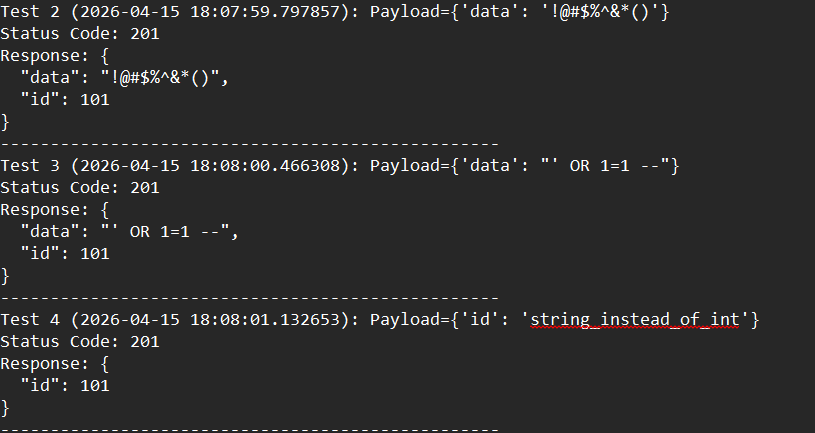 Test 2 (2026-04-15 18:07:59.797857): Payload={'data': '!@#$%^&*()'}
Status Code: 201
Response: {
  "data": "!@#$%^&*()",
  "id": 101
}
--------------------------------------------------
Test 3 (2026-04-15 18:08:00.466308): Payload={'data': "' OR 1=1 --"}
Status Code: 201
Response: {
  "data": "' OR 1=1 --",
  "id": 101
}
--------------------------------------------------
Test 4 (2026-04-15 18:08:01.132653): Payload={'id': 'string_instead_of_int'}
Status Code: 201
Response: {
  "id": 101
}
--------------------------------------------------